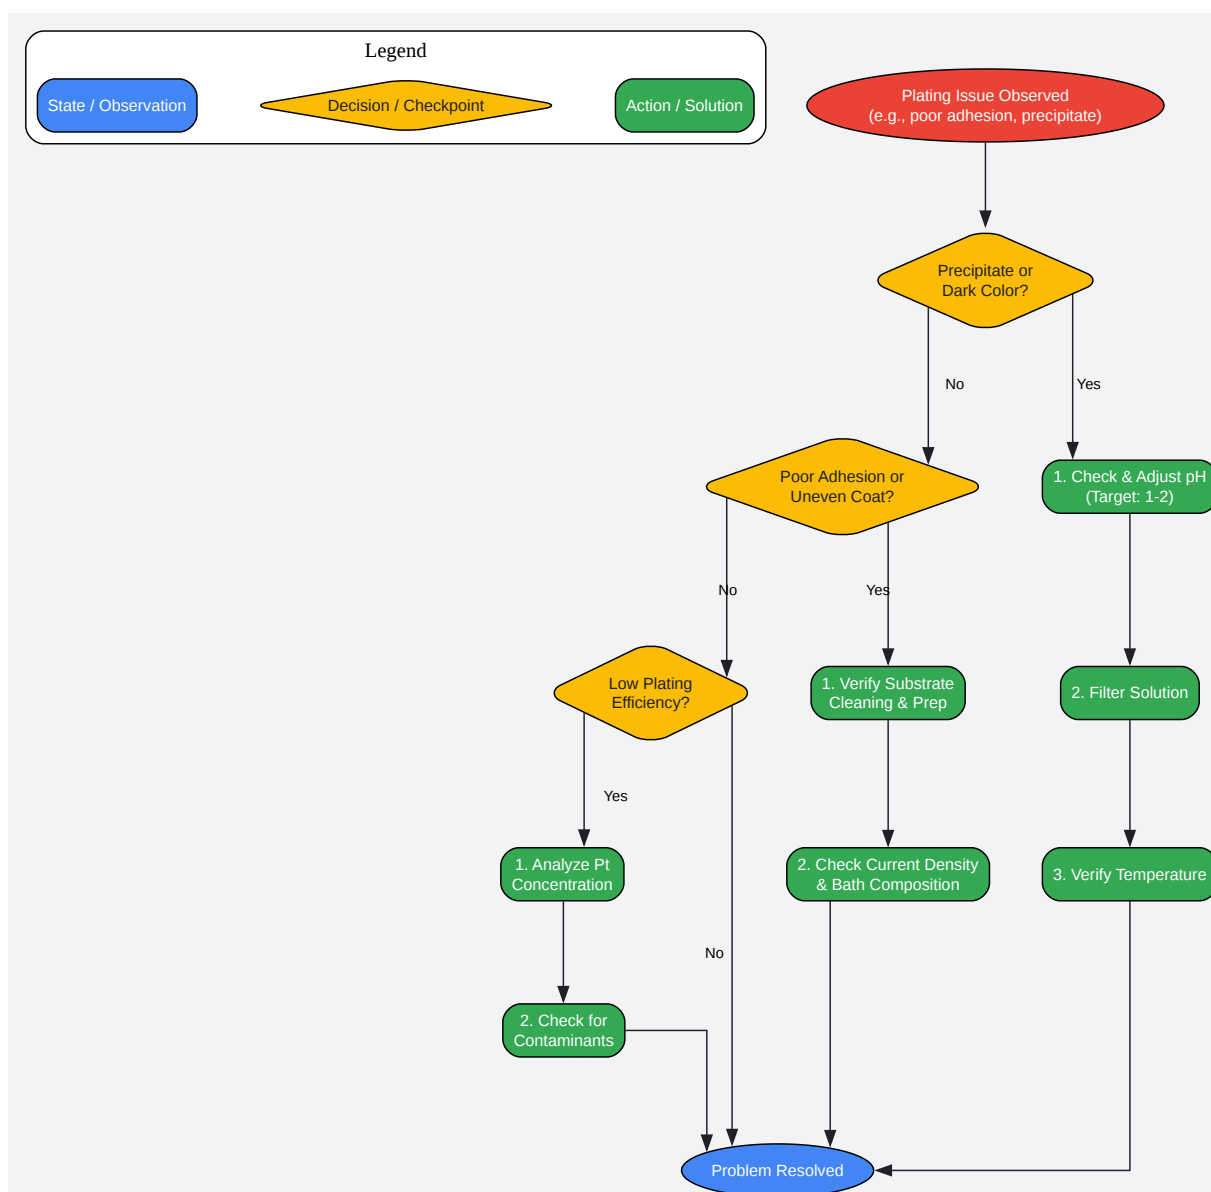 Legend
State / Observation
Decision / Checkpoint
Action / Solution
Plating Issue Observed
(e.g., poor adhesion, precipitate)
Precipitate or
Dark Color?
No
Yes
Poor Adhesion or
Uneven Coat?
1. Check & Adjust pH
(Target: 1-2)
No
Yes
Low Plating
Efficiency?
1. Verify Substrate
Cleaning & Prep
2. Filter Solution
Yes
1. Analyze Pt
Concentration
2. Check Current Density
& Bath Composition
3. Verify Temperature
No
2. Check for
Contaminants
Problem Resolved